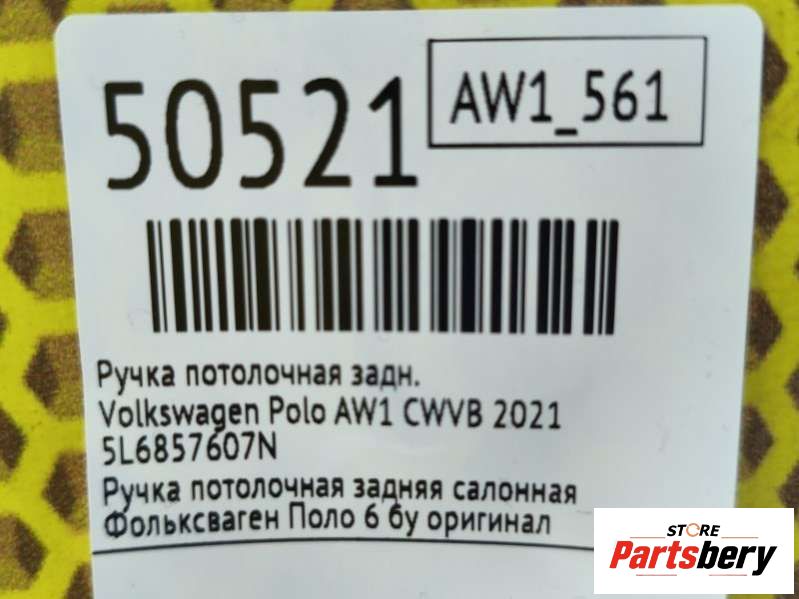 50521
AW1_561
Ручка потолочная задн.
Volkswagen Polo AW1 CWVB 2021
5L6857607N
Ручка потолочная задняя салонная
Фольксваген Поло 6 бу оригинал
STORE
Partsbery